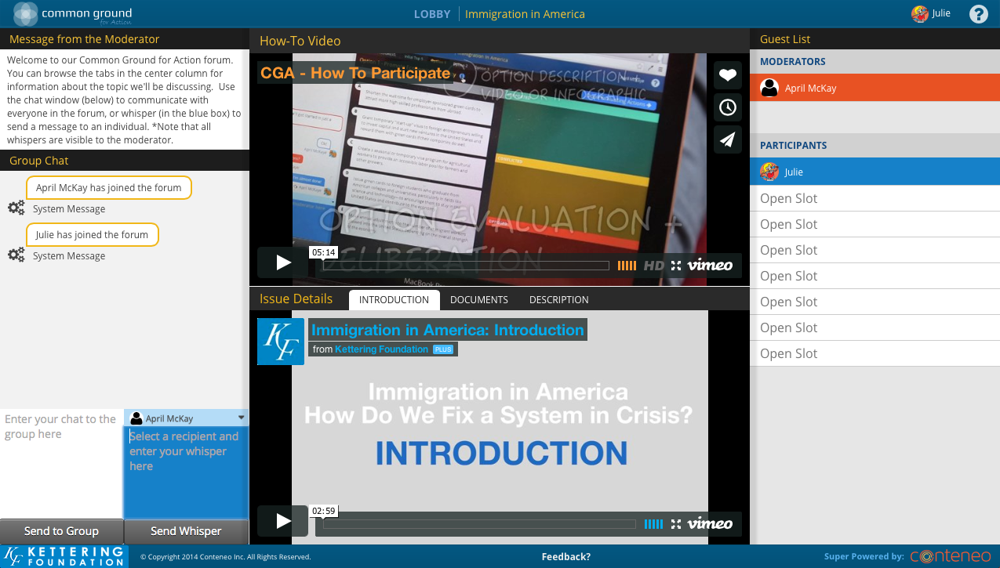 common ground
for Action
LOBBY
Immigration in America
Julie
?
Message from the Moderator
Welcome to our Common Ground for Action forum.
You can browse the tabs in the center column for
information about the topic we'll be discussing. Use
the chat window (below) to communicate with
everyone in the forum, or whisper (in the blue box) to
send a message to an individual. *Note that all
whispers are visible to the moderator.
Group Chat
April McKay has joined the forum
System Message
Julie has joined the forum
System Message
Enter your chat to the
group here
April McKay
Select a recipient and
enter your whisper
here
Send to Group
Send Whisper
How-To Video
CGA - How To Participate
OPTION DESCRIPTION
VIDEO OR INFOGRAPHIC
OPTION EVALUATION +
DELIBERATION
05:14
HD
vimeo
Issue Details
INTRODUCTION
DOCUMENTS
DESCRIPTION
KF
Immigration in America: Introduction
from Kettering Foundation PLUS
Immigration in America
How Do We Fix a System in Crisis?
INTRODUCTION
02:59
vimeo
Guest List
MODERATORS
April McKay
PARTICIPANTS
Julie
Open Slot
Open Slot
Open Slot
Open Slot
Open Slot
Open Slot
Open Slot
KF KETTERING
FOUNDATION
© Copyright 2014 Conteneo Inc. All Rights Reserved.
Feedback?
Super Powered by:
conteneo